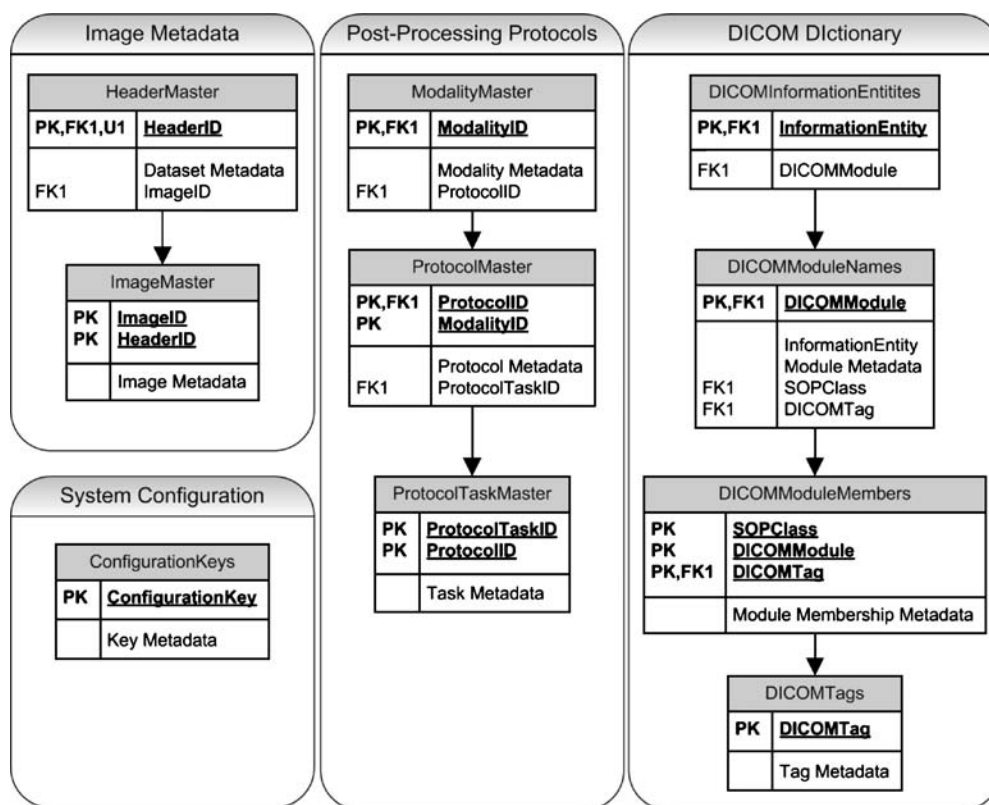 Image Metadata
HeaderMaster
PK,FK1,U1 HeaderID
Dataset Metadata
FK1 ImageID
ImageMaster
PK ImageID
PK HeaderID
Image Metadata
System Configuration
ConfigurationKeys
PK ConfigurationKey
Key Metadata
Post-Processing Protocols
ModalityMaster
PK,FK1 ModalityID
Modality Metadata
FK1 ProtocolID
ProtocolMaster
PK,FK1 ProtocolID
PK ModalityID
Protocol Metadata
FK1 ProtocolTaskID
ProtocolTaskMaster
PK ProtocolTaskID
PK ProtocolID
Task Metadata
DICOM DIctionary
DICOMInformationEntitites
PK,FK1 InformationEntity
FK1 DICOMModule
DICOMModuleNames
PK,FK1 DICOMModule
InformationEntity
Module Metadata
FK1 SOPClass
FK1 DICOMTag
DICOMModuleMembers
PK SOPClass
PK DICOMModule
PK,FK1 DICOMTag
Module Membership Metadata
DICOMTags
PK DICOMTag
Tag Metadata